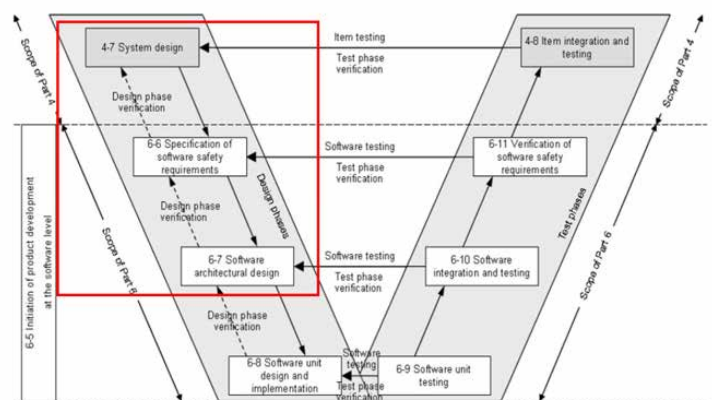 4-7 System design
Item testing
Test phase
verification
4-8 Item integration and
testing
Scope of Part 4
Scope of Part 4
Design phase
verification
6-6 Specification of
software safety
requirements
Software testing
Test phase
verification
6-11 Verification of
software safety
requirements
Design phase
verification
Design phases
Test phases
6-5 Initiation of product development
at the software level
Scope of Part 6
Scope of Part 6
6-7 Software
architectural design
Software testing
Test phase
verification
6-10 Software
integration and testing
Design phase
verification
6-8 Software unit
design and
implementation
Software
testing
Test phase
verification
6-9 Software unit
testing